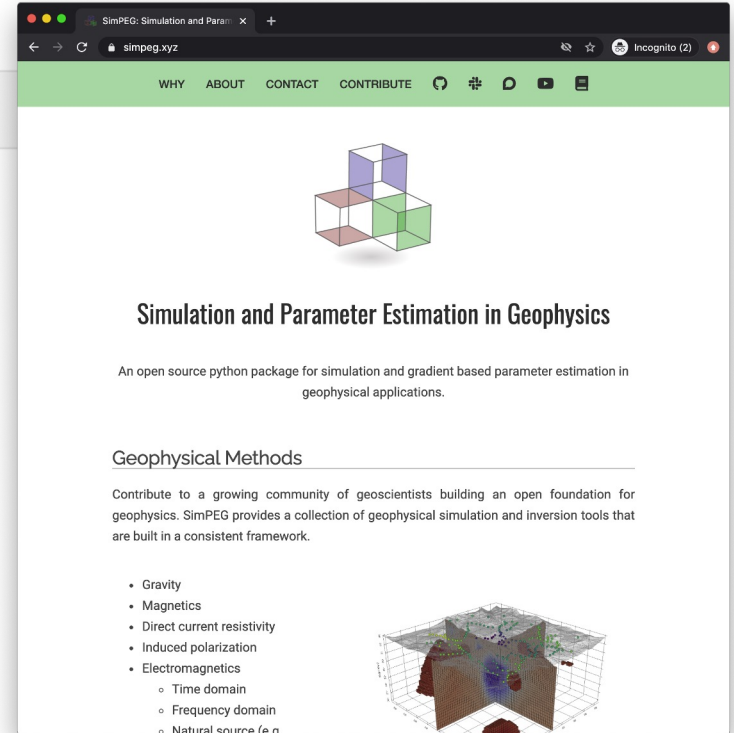 SimPEG: Simulation and Param
simpeg.xyz
Incognito (2)
WHY ABOUT CONTACT CONTRIBUTE
Simulation and Parameter Estimation in Geophysics
An open source python package for simulation and gradient based parameter estimation in
geophysical applications.
Geophysical Methods
Contribute to a growing community of geoscientists building an open foundation for
geophysics. SimPEG provides a collection of geophysical simulation and inversion tools that
are built in a consistent framework.
Gravity
Magnetics
Direct current resistivity
Induced polarization
Electromagnetics
Time domain
Frequency domain
Natural source (e.g.